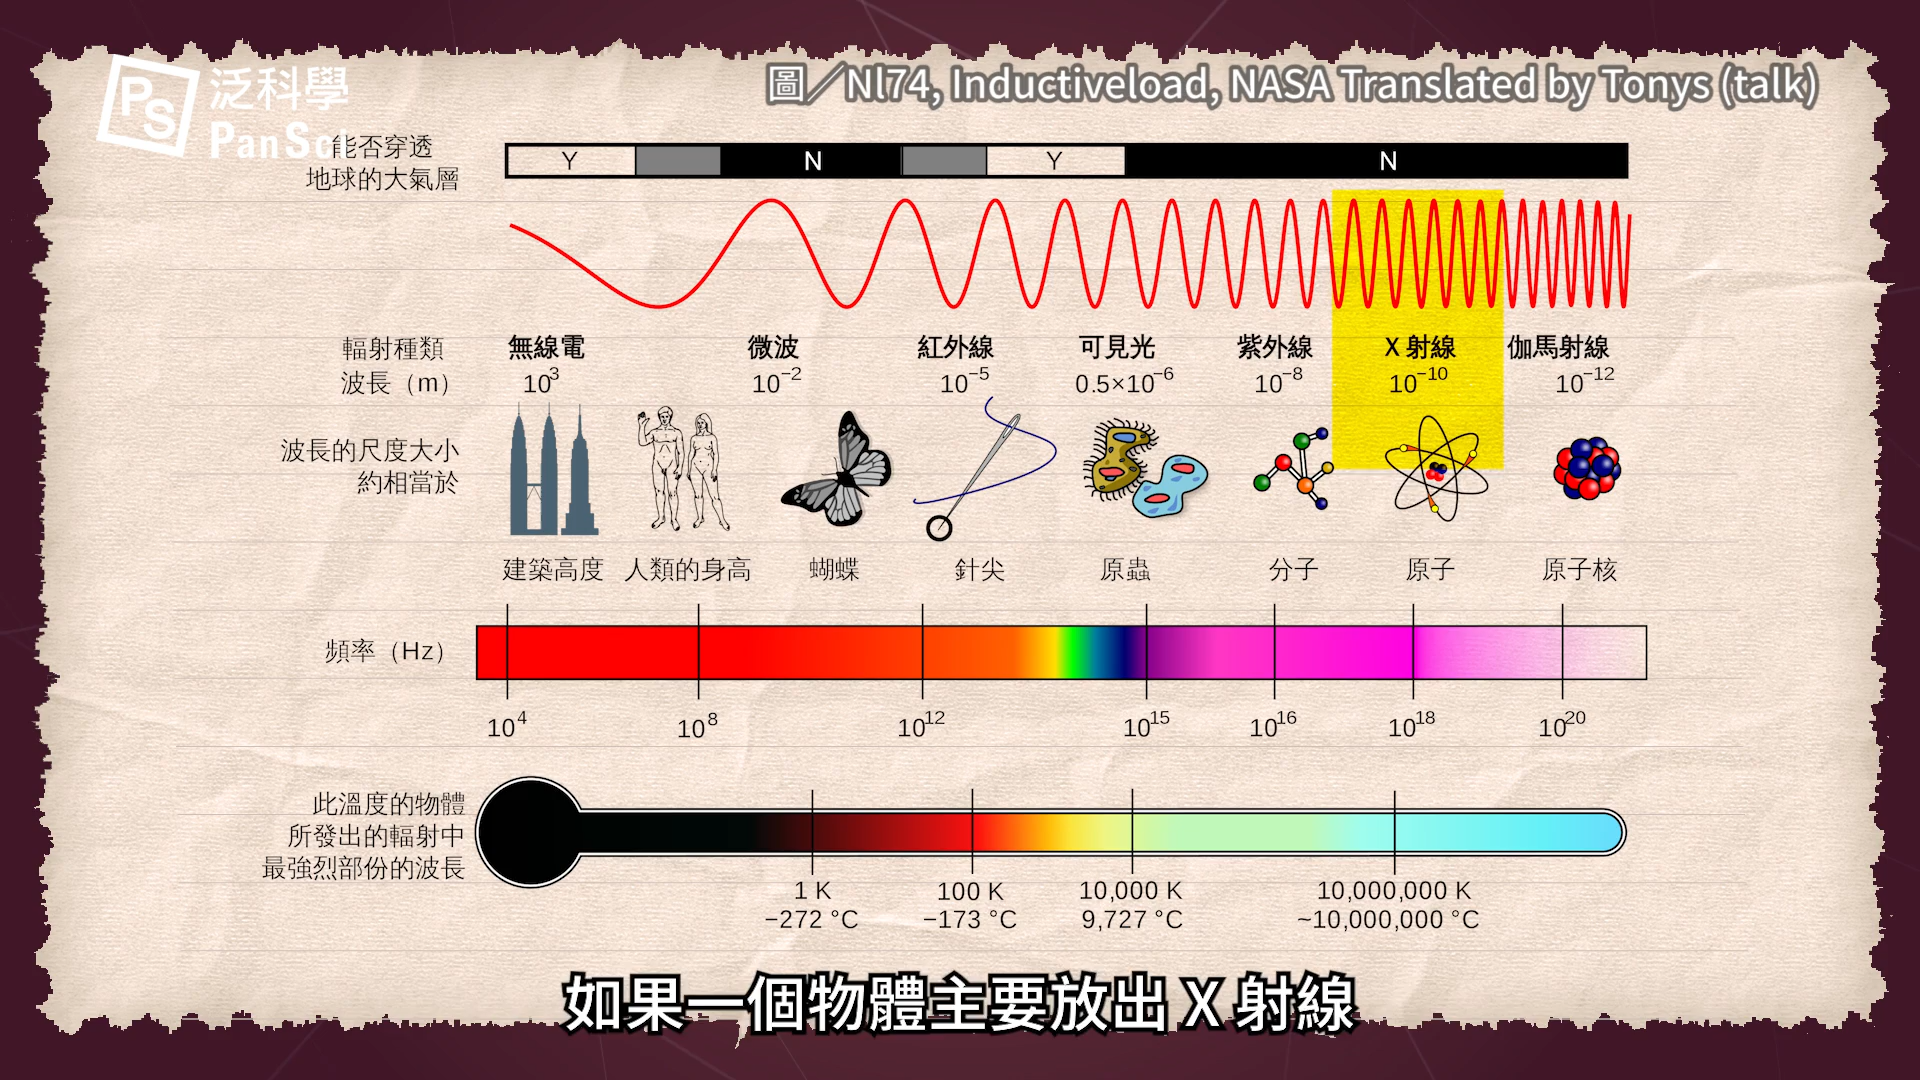 PS 泛科學
PanSci
圖／Nl74, Inductiveload, NASA Translated by Tonys (talk)
能否穿透
地球的大氣層
Y N Y N
輻射種類 無線電 微波 紅外線 可見光 紫外線 X 射線 伽馬射線
波長（m） 10³ 10⁻² 10⁻⁵ 0.5×10⁻⁶ 10⁻⁸ 10⁻¹⁰ 10⁻¹²
波長的尺度大小
約相當於
建築高度 人類的身高 蝴蝶 針尖 原蟲 分子 原子 原子核
頻率（Hz）
10⁴ 10⁸ 10¹² 10¹⁵ 10¹⁶ 10¹⁸ 10²⁰
此溫度的物體
所發出的輻射中
最強烈部份的波長
1 K 100 K 10,000 K 10,000,000 K
−272 °C −173 °C 9,727 °C ~10,000,000 °C
如果一個物體主要放出 X 射線